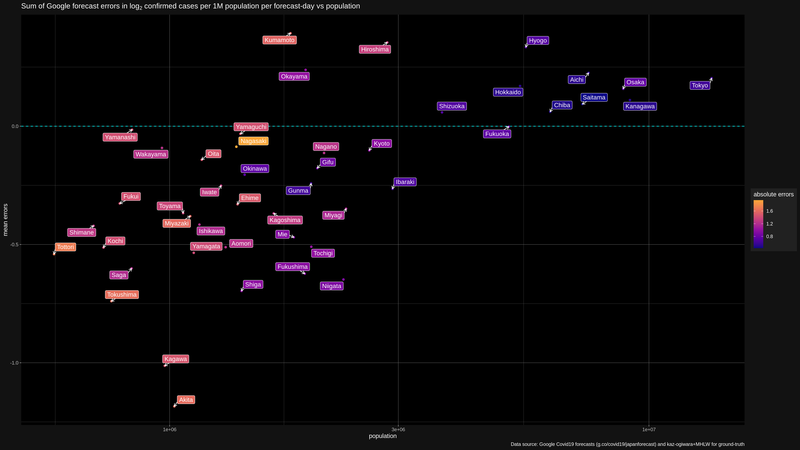 Sum of Google forecast errors in log2 confirmed cases per 1M population per forecast-day vs population
Kumamoto
Hiroshima
Hyogo
Okayama
Aichi
Osaka
Tokyo
Hokkaido
Saitama
Shizuoka
Chiba
Kanagawa
0.0
Yamaguchi
Fukuoka
Yamanashi
Nagasaki
Kyoto
Nagano
Wakayama
Oita
Gifu
Okinawa
Ibaraki
Gunma
Iwate
Fukui
Ehime
Toyama
Miyagi
Kagoshima
Miyazaki
Shimane
Ishikawa
Mie
Kochi
Aomori
Tottori
Yamagata
-0.5
Tochigi
Fukushima
Saga
Shiga
Niigata
Tokushima
Kagawa
-1.0
Akita
mean errors
absolute errors
1.6
1.2
0.8
1e+06
3e+06
1e+07
population
Data source: Google Covid19 forecasts (g.co/covid19/japanforecast) and kaz-ogiwara+MHLW for ground-truth